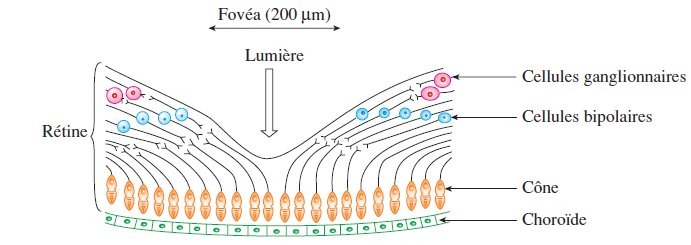 Fovéa (200 μm)
Lumière
Cellules ganglionnaires
Cellules bipolaires
Rétine
Cône
Choroïde